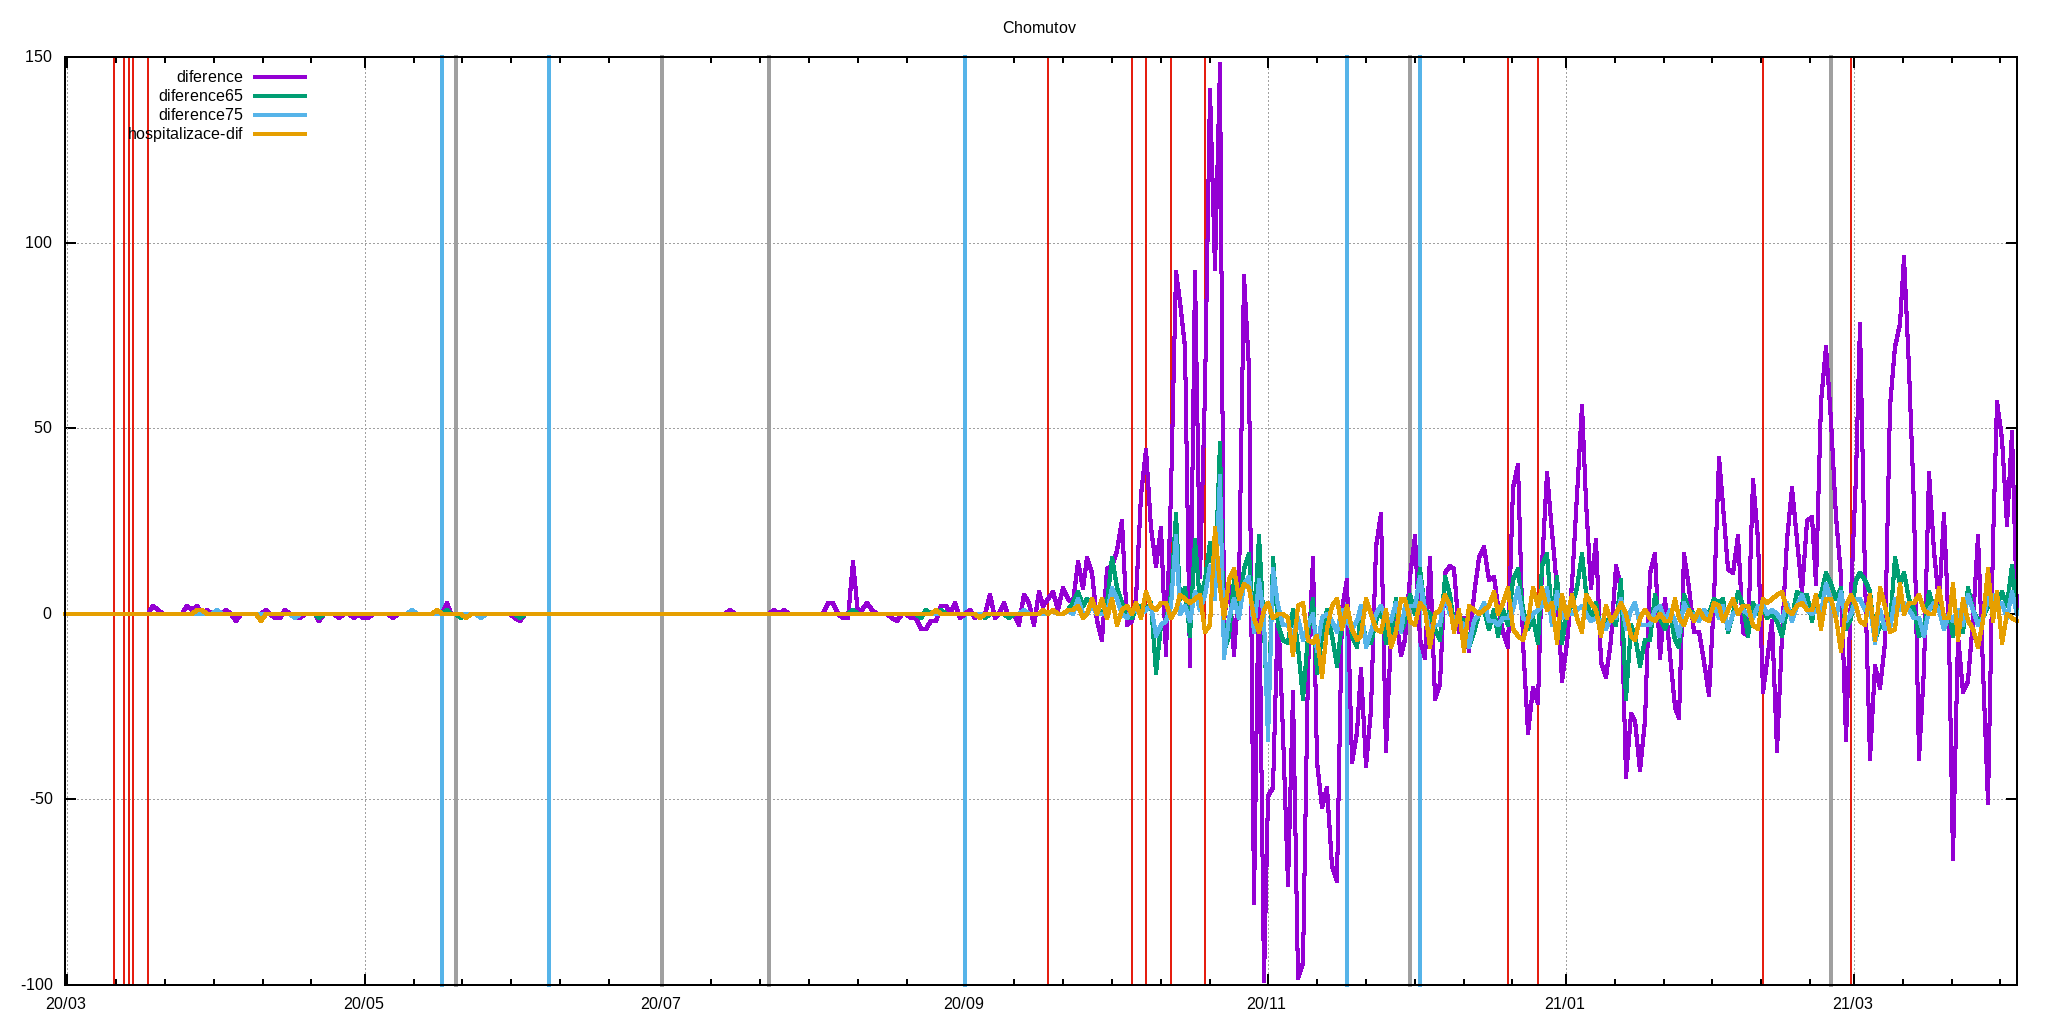 Chomutov
150
100
50
0
-50
-100
diference
diference65
diference75
hospitalizace-dif
20/03 20/05 20/07 20/09 20/11 21/01 21/03